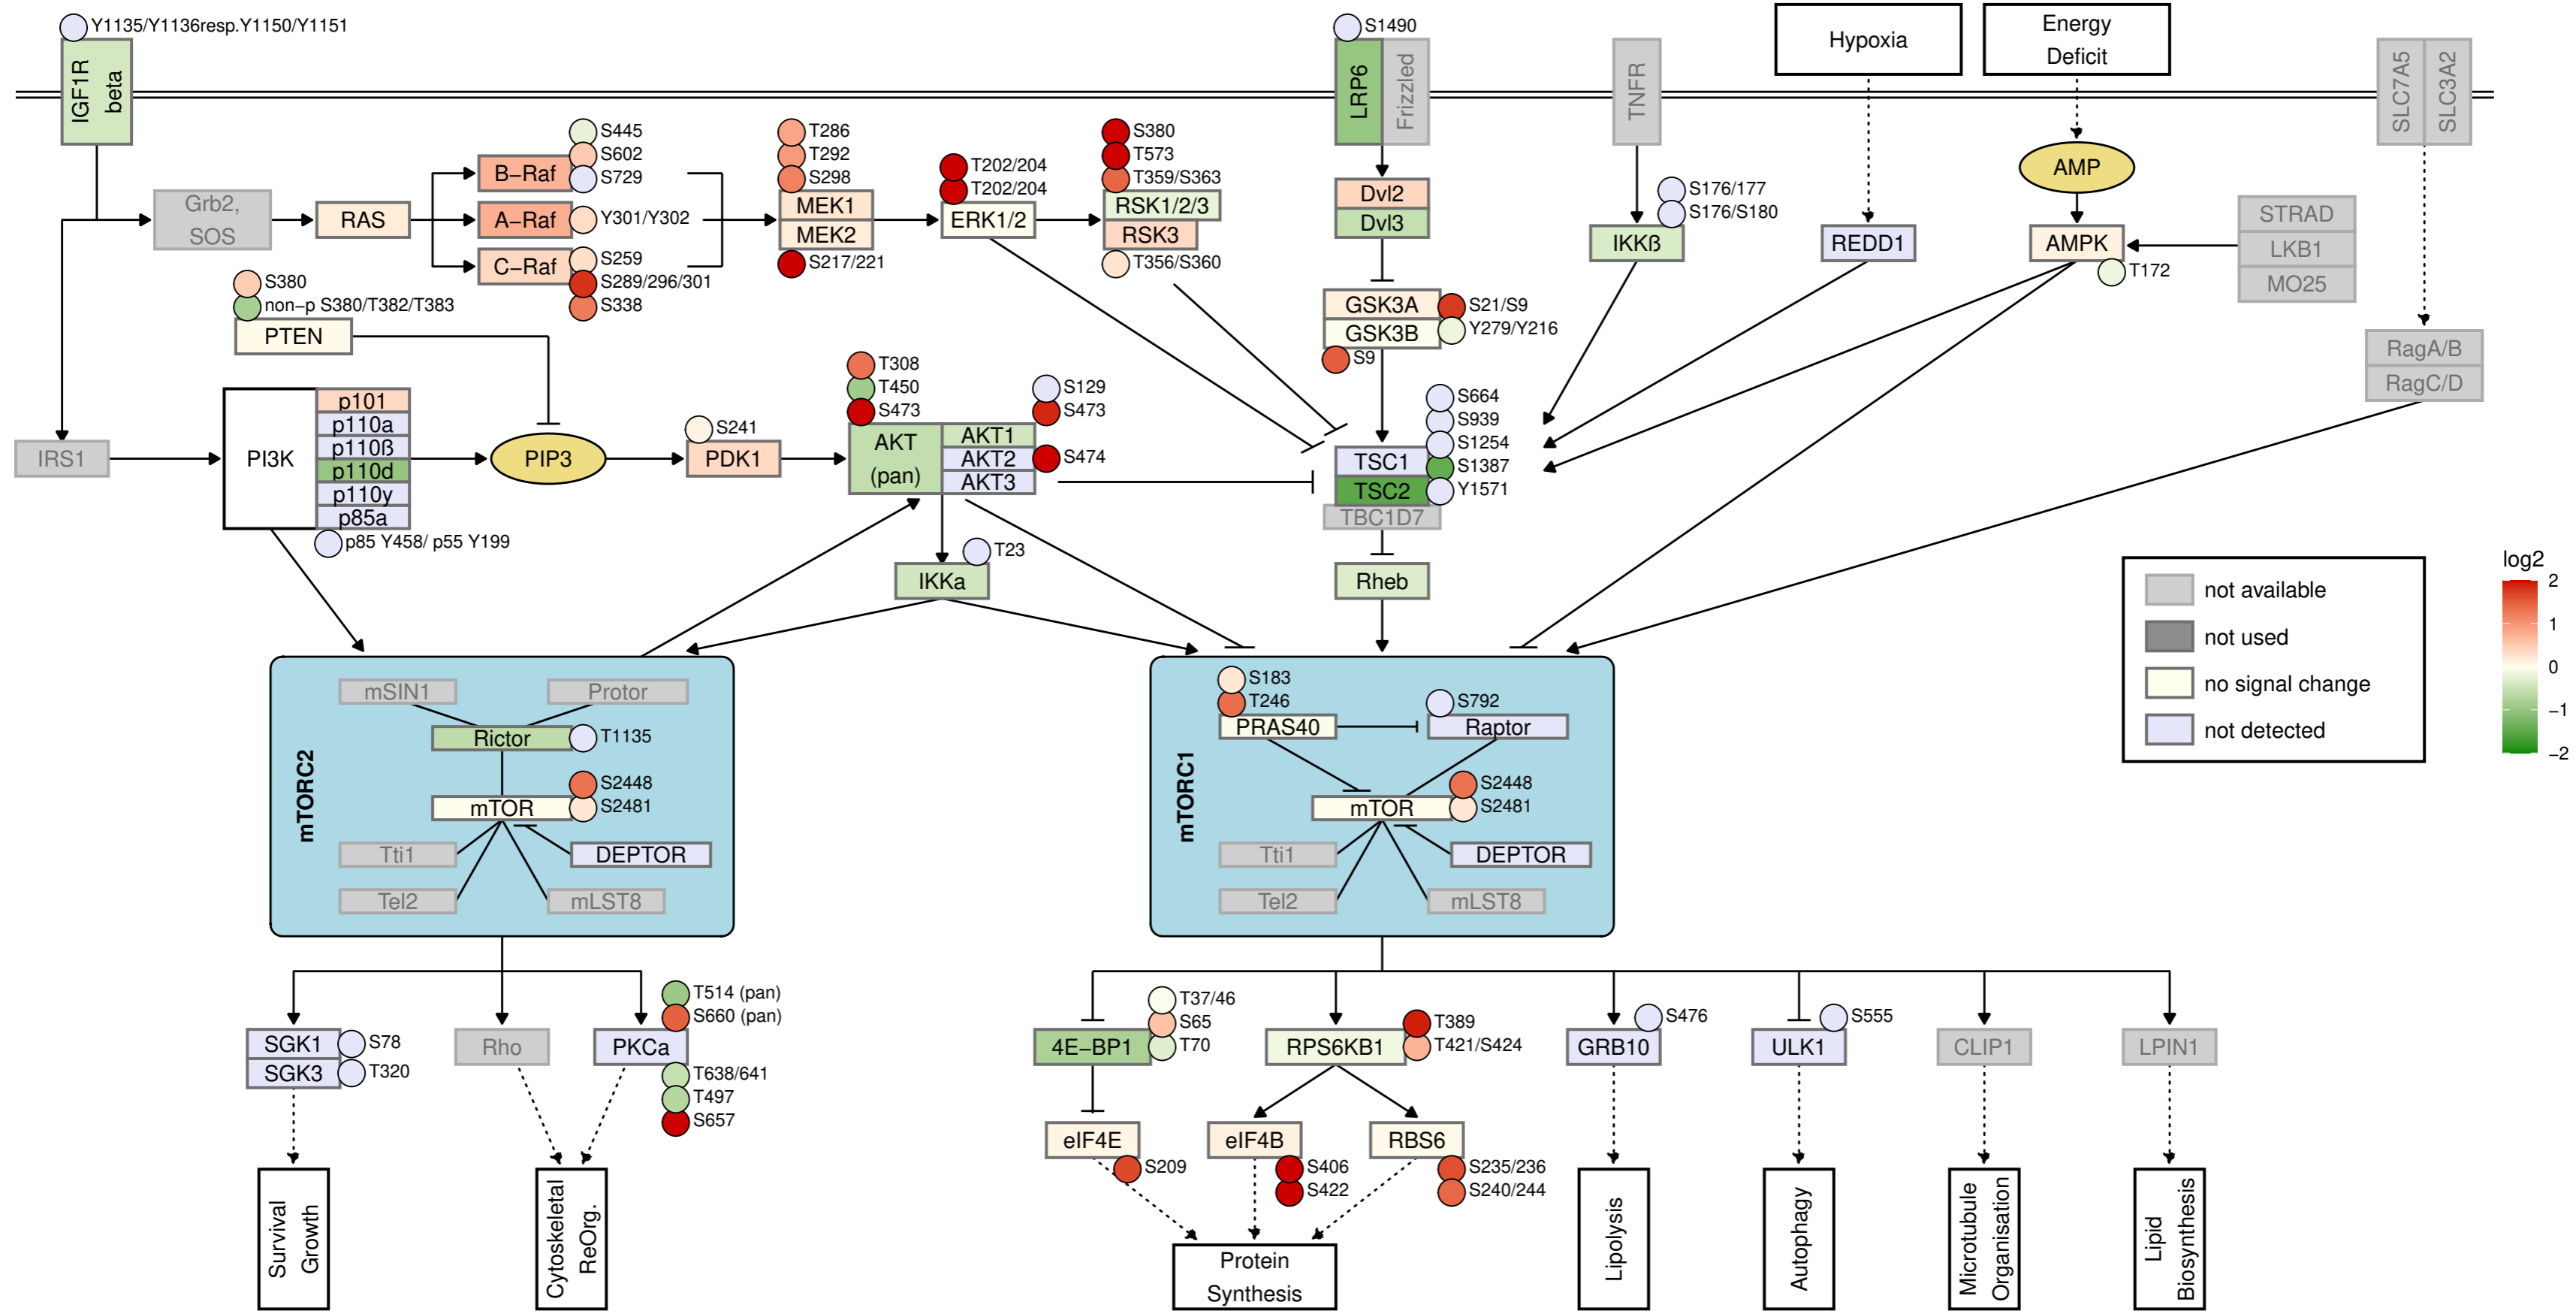 Y1135/Y1136resp.Y1150/Y1151
IGF1R
beta
S1490
LRP6
Frizzled
TNFR
Hypoxia
Energy
Deficit
SLC7A5
SLC3A2
S445
S602
S729
B−Raf
A−Raf
Y301/Y302
C−Raf
S259
S289/296/301
S338
Grb2,
SOS
RAS
T286
T292
S298
MEK1
MEK2
S217/221
T202/204
T202/204
ERK1/2
S380
T573
T359/S363
RSK1/2/3
RSK3
T356/S360
Dvl2
Dvl3
S176/177
S176/S180
IKKß
REDD1
AMP
AMPK
T172
STRAD
LKB1
MO25
S380
non−p S380/T382/T383
PTEN
GSK3A
GSK3B
S21/S9
Y279/Y216
S9
RagA/B
RagC/D
IRS1
PI3K
p101
p110a
p110ß
p110d
p110y
p85a
p85 Y458/ p55 Y199
PIP3
S241
PDK1
T308
T450
S473
AKT
(pan)
AKT1
AKT2
AKT3
S129
S473
S474
S664
S939
S1254
S1387
Y1571
TSC1
TSC2
TBC1D7
T23
IKKa
Rheb
not available
not used
no signal change
not detected
log2
2
1
0
−1
−2
mTORC2
mSIN1
Protor
Rictor
T1135
mTOR
S2448
S2481
Tti1
DEPTOR
Tel2
mLST8
mTORC1
S183
T246
PRAS40
S792
Raptor
mTOR
S2448
S2481
Tti1
DEPTOR
Tel2
mLST8
SGK1
SGK3
S78
T320
Rho
T514 (pan)
S660 (pan)
PKCa
T638/641
T497
S657
4E−BP1
T37/46
S65
T70
RPS6KB1
T389
T421/S424
GRB10
S476
ULK1
S555
CLIP1
LPIN1
eIF4E
S209
eIF4B
S406
S422
RBS6
S235/236
S240/244
Survival
Growth
Cytoskeletal
ReOrg.
Protein
Synthesis
Lipolysis
Autophagy
Microtubule
Organisation
Lipid
Biosynthesis